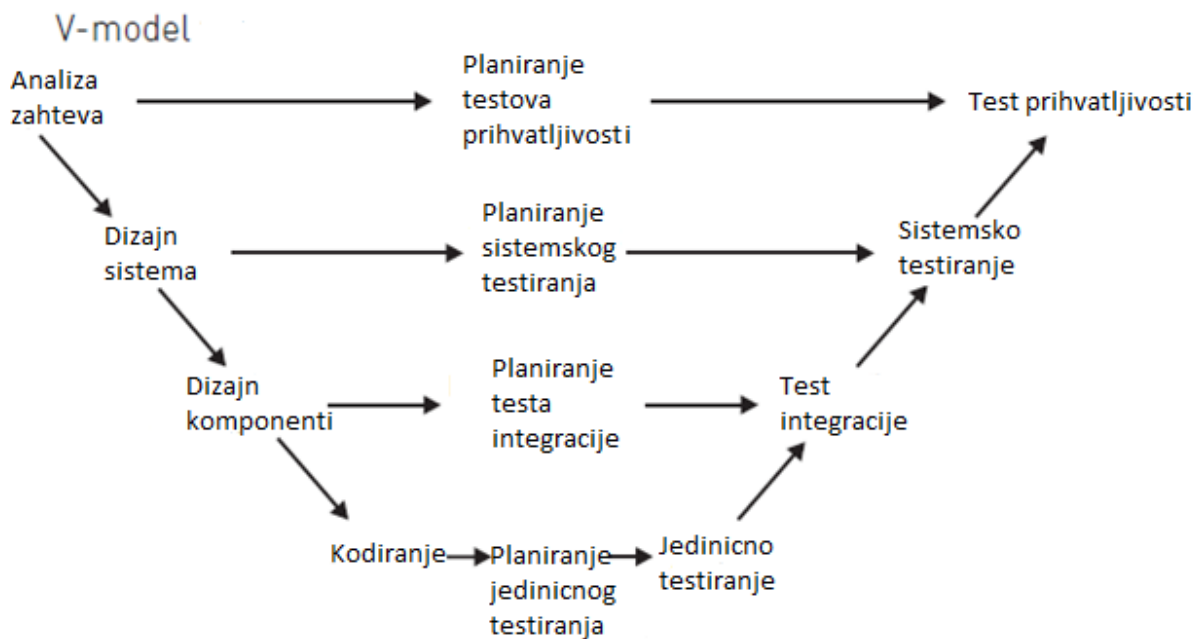 V-model
Analiza
zahteva
Planiranje
testova
prihvatljivosti
Test prihvatljivosti
Dizajn
sistema
Planiranje
sistemskog
testiranja
Sistemsko
testiranje
Dizajn
komponenti
Planiranje
testa
integracije
Test
integracije
Kodiranje
Planiranje
jedinicnog
testiranja
Jedinicno
testiranje